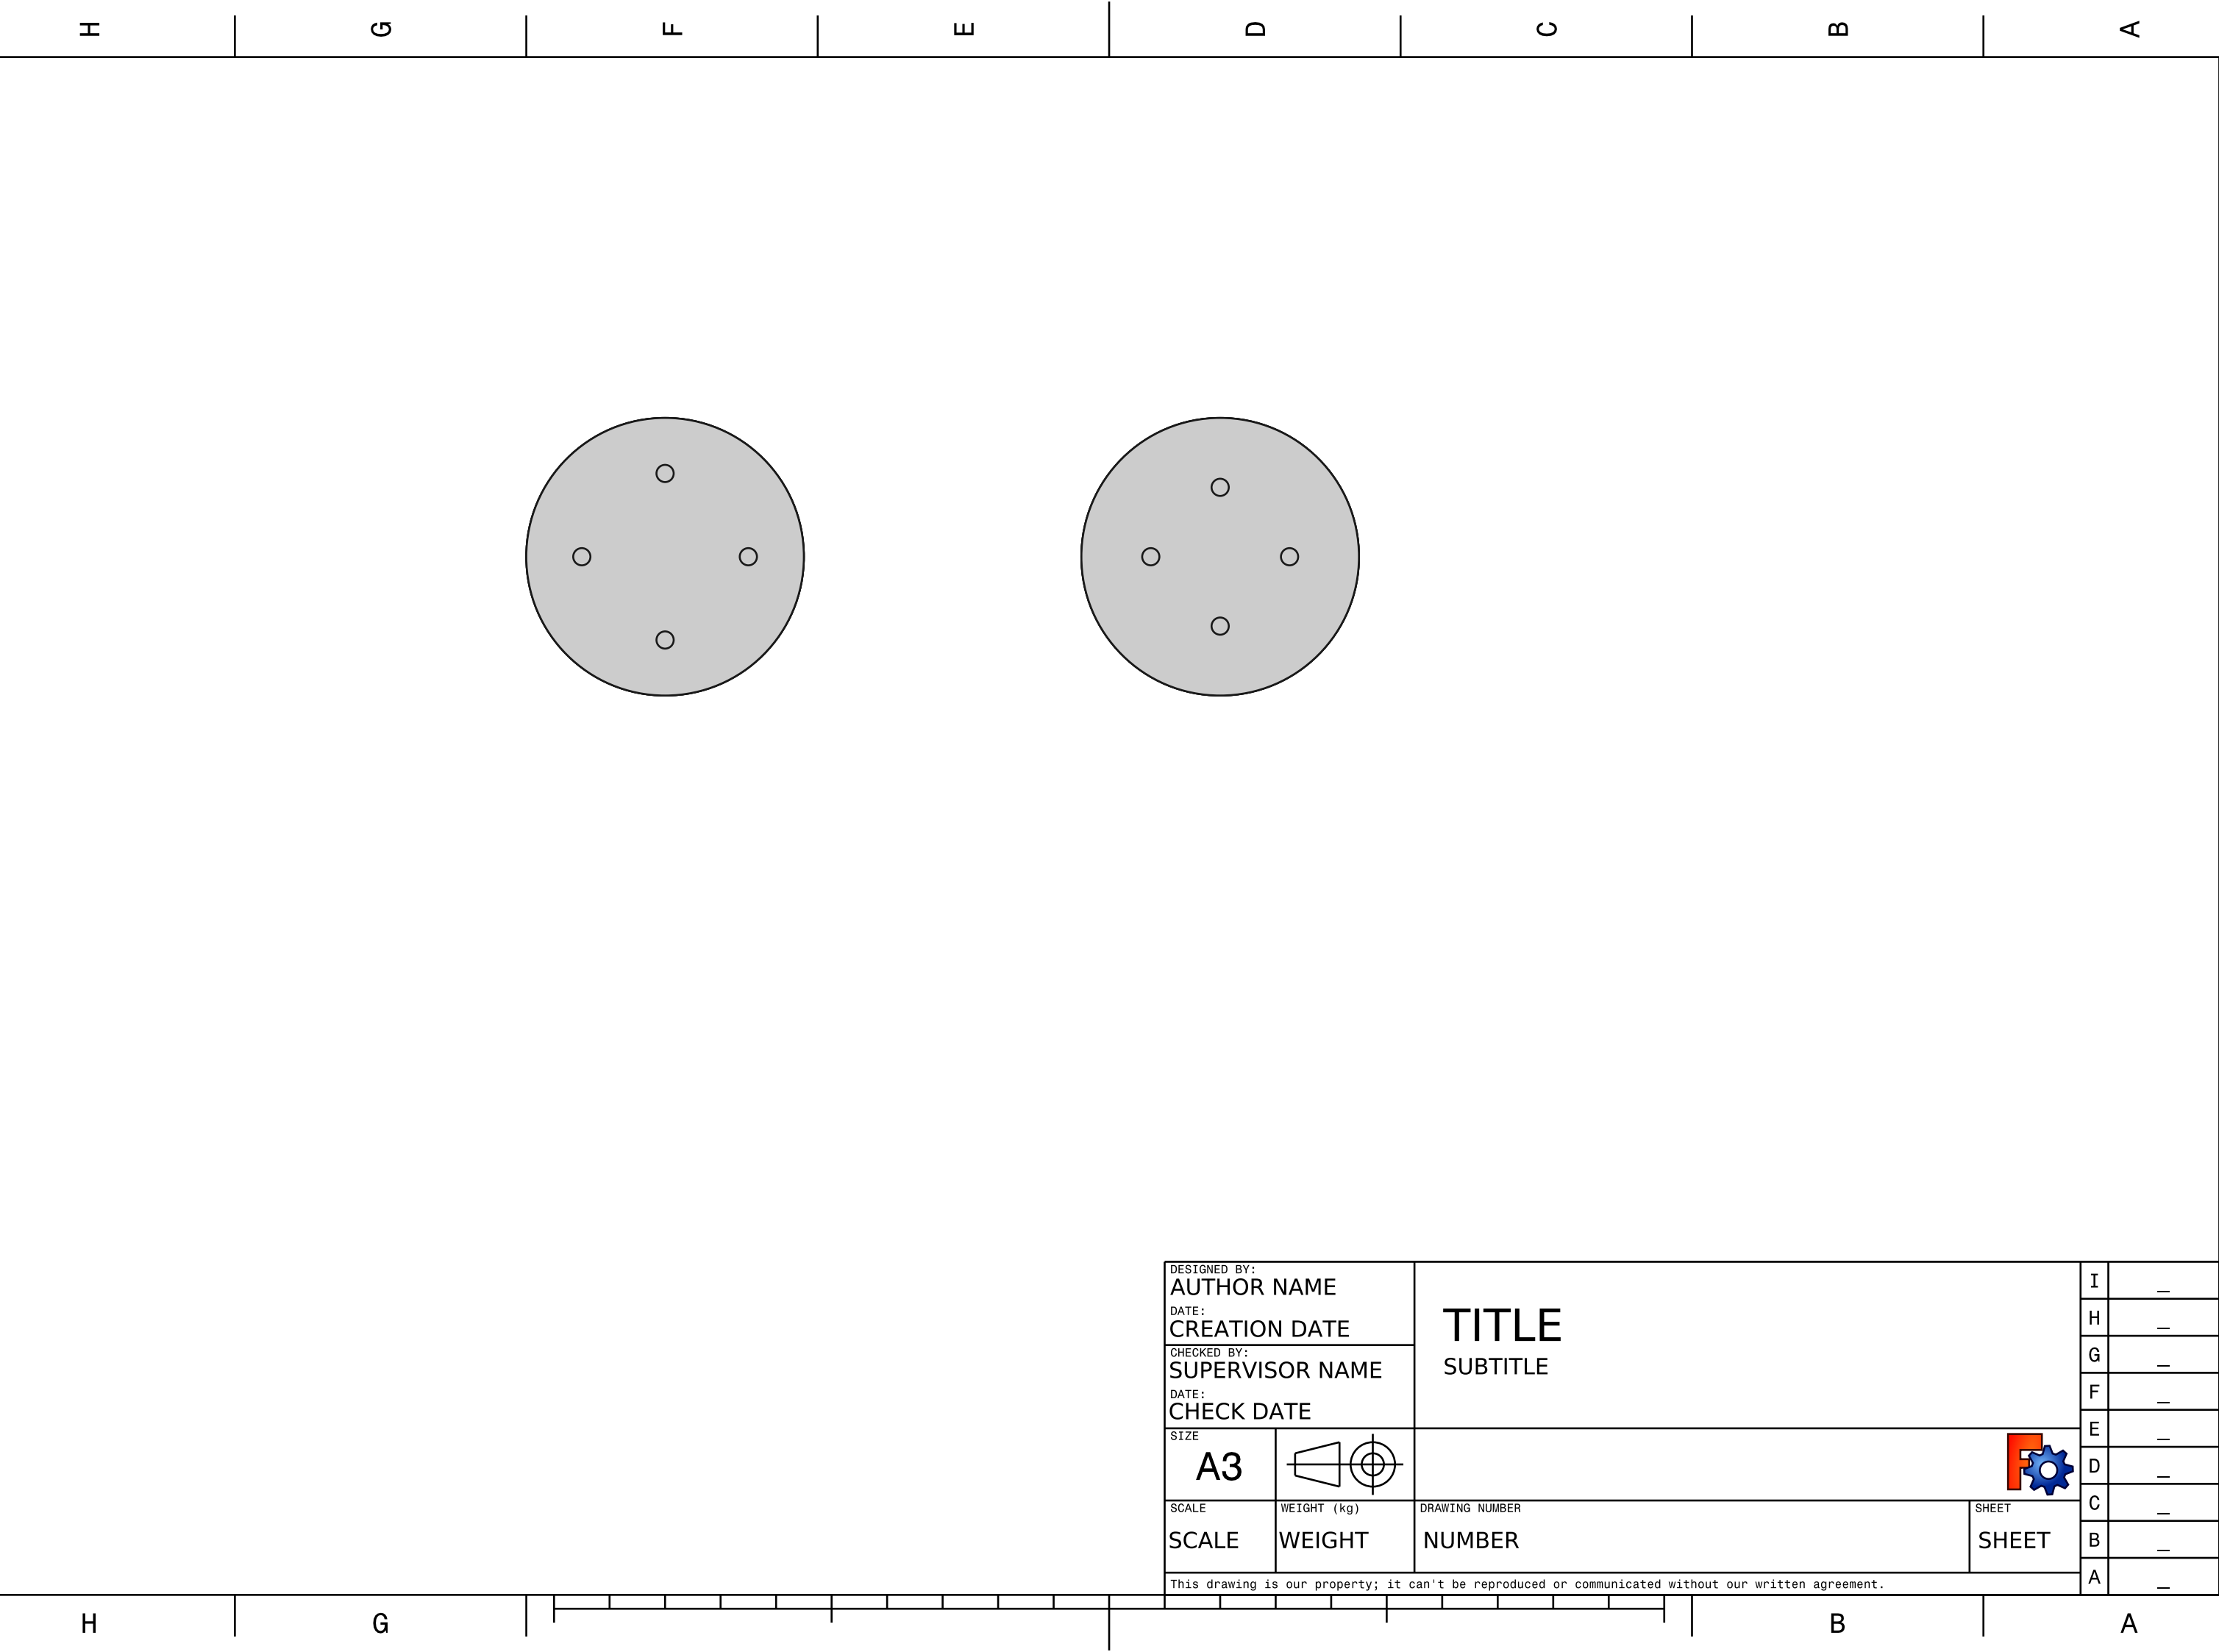 H G F E D C B A
DESIGNED BY:
AUTHOR NAME
DATE:
CREATION DATE
CHECKED BY:
SUPERVISOR NAME
DATE:
CHECK DATE
TITLE
SUBTITLE
SIZE
A3
SCALE
SCALE
WEIGHT (kg)
WEIGHT
DRAWING NUMBER
NUMBER
SHEET
SHEET
This drawing is our property; it can't be reproduced or communicated without our written agreement.
I _
H _
G _
F _
E _
D _
C _
B _
A _
H G B A